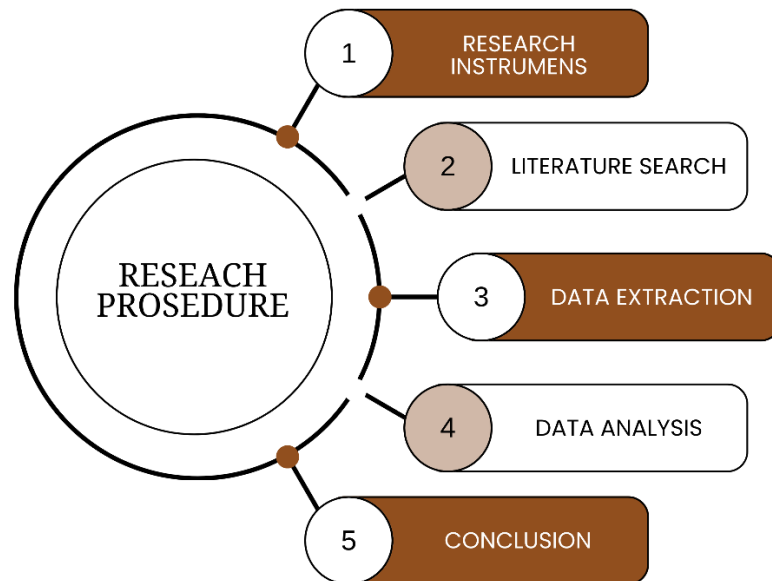 1
RESEARCH
INSTRUMENS
2
LITERATURE SEARCH
RESEACH
PROSEDURE
3
DATA EXTRACTION
4
DATA ANALYSIS
5
CONCLUSION